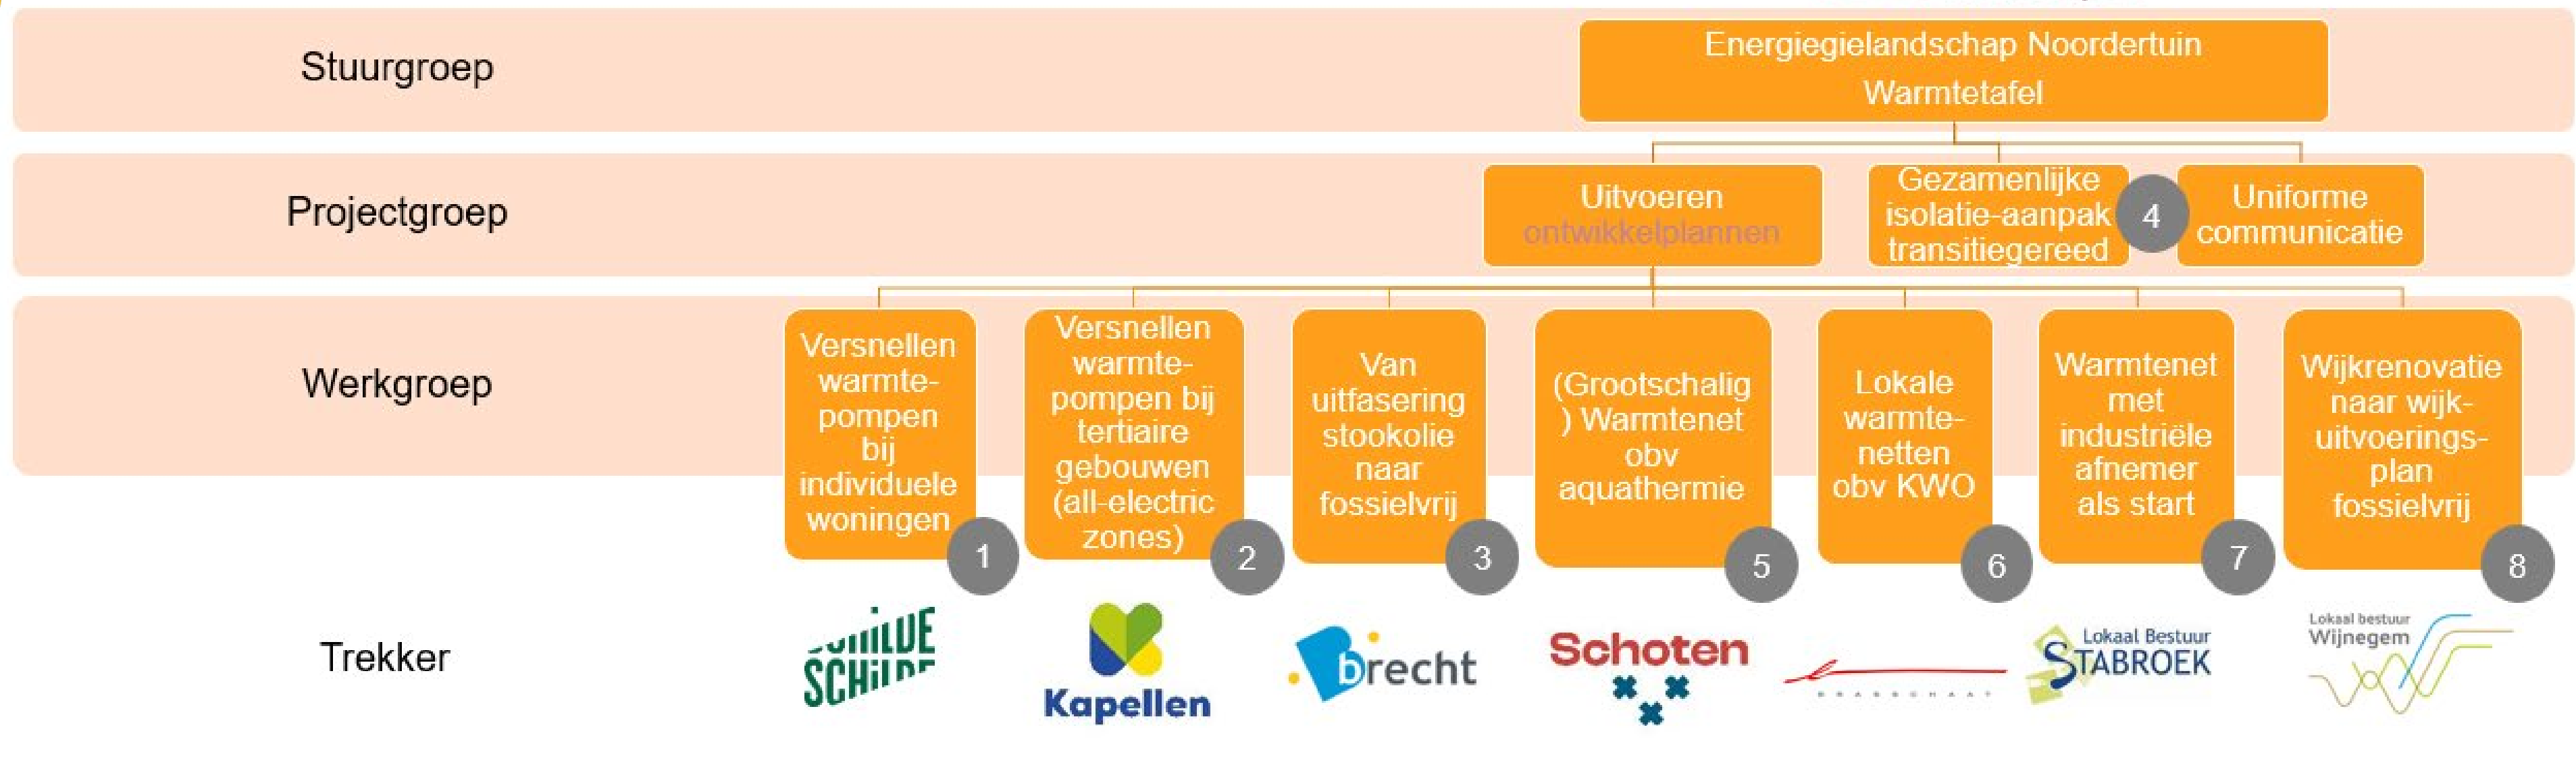 Stuurgroep
Energiegielandschap Noordertuin
Warmtetafel
Projectgroep
Uitvoeren
ontwikkelplannen
Gezamenlijke
isolatie-aanpak
transitiegereed
4
Uniforme
communicatie
Werkgroep
Versnellen
warmte-
pompen
bij
individuele
woningen
1
Versnellen
warmte-
pompen bij
tertiaire
gebouwen
(all-electric
zones)
2
Van
uitfasering
stookolie
naar
fossielvrij
3
(Grootschalig
) Warmtenet
obv
aquathermie
5
Lokale
warmte-
netten
obv KWO
6
Warmtenet
met
industriële
afnemer
als start
7
Wijkrenovatie
naar wijk-
uitvoerings-
plan
fossielvrij
8
Trekker
SCHILDE
SCHILDE
Kapellen
brecht
Schoten
BRASSCHAAT
Lokaal Bestuur
STABROEK
Lokaal bestuur
Wijnegem